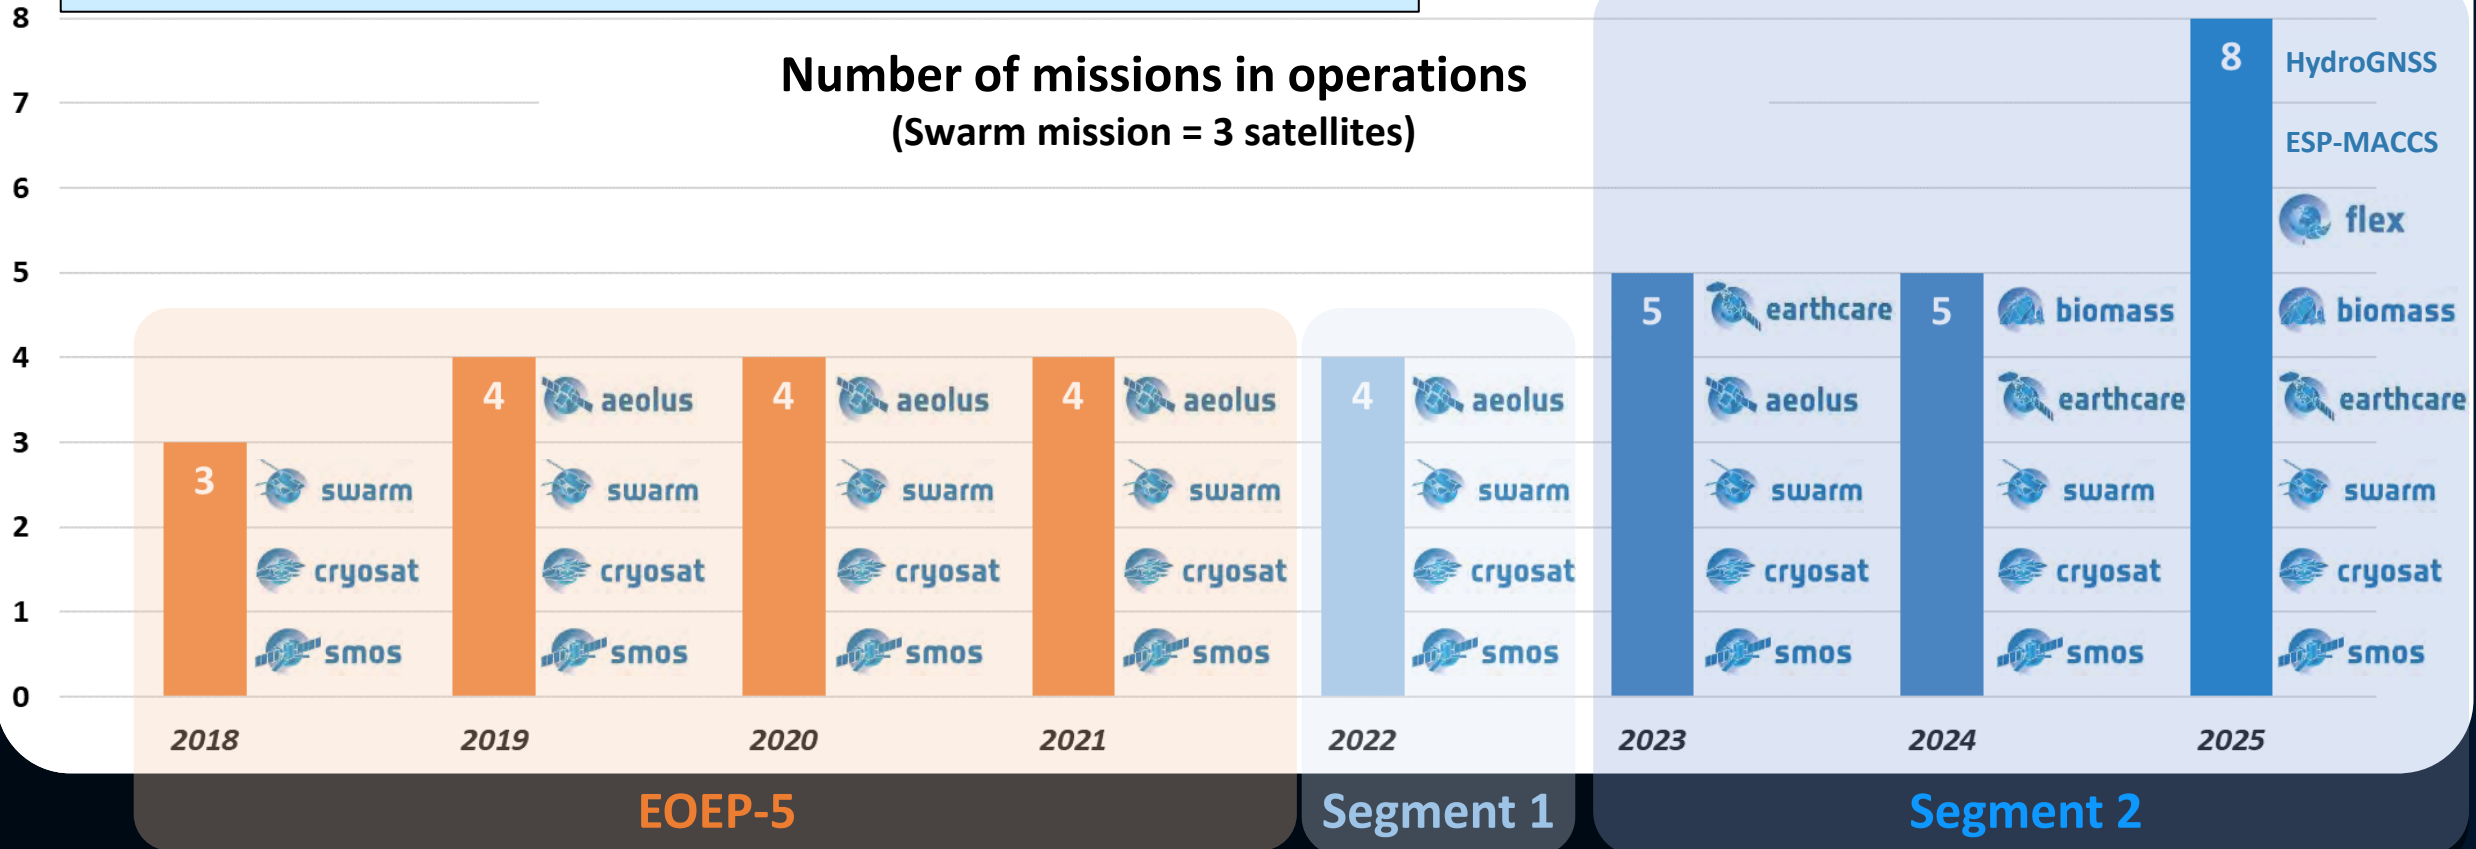 8
Number of missions in operations
(Swarm mission = 3 satellites)
7
6
5
4
3
2
1
0
3
swarm
cryosat
smos
4
aeolus
swarm
cryosat
smos
4
aeolus
swarm
cryosat
smos
4
aeolus
swarm
cryosat
smos
4
aeolus
swarm
cryosat
smos
5
earthcare
aeolus
swarm
cryosat
smos
5
biomass
earthcare
swarm
cryosat
smos
8
HydroGNSS
ESP-MACCS
flex
biomass
earthcare
swarm
cryosat
smos
2018 2019 2020 2021 2022 2023 2024 2025
EOEP-5 Segment 1 Segment 2